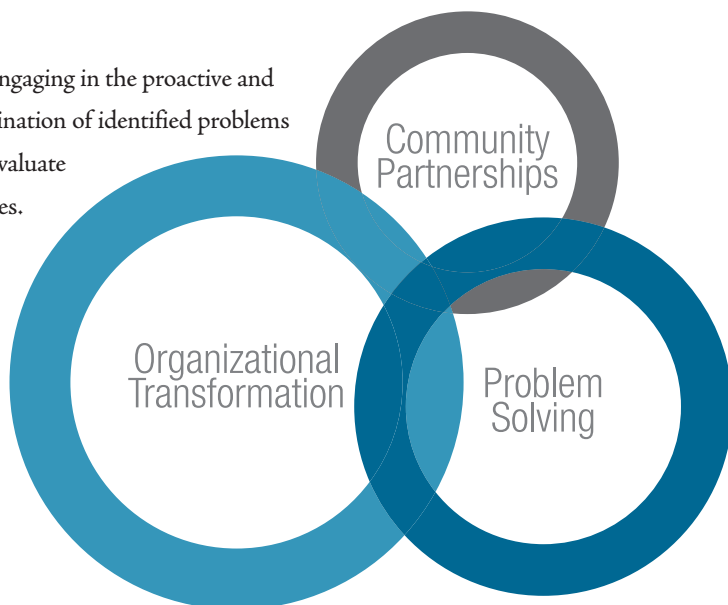 ngaging in the proactive and
ination of identified problems
valuate
es.
Community
Partnerships
Organizational
Transformation
Problem
Solving